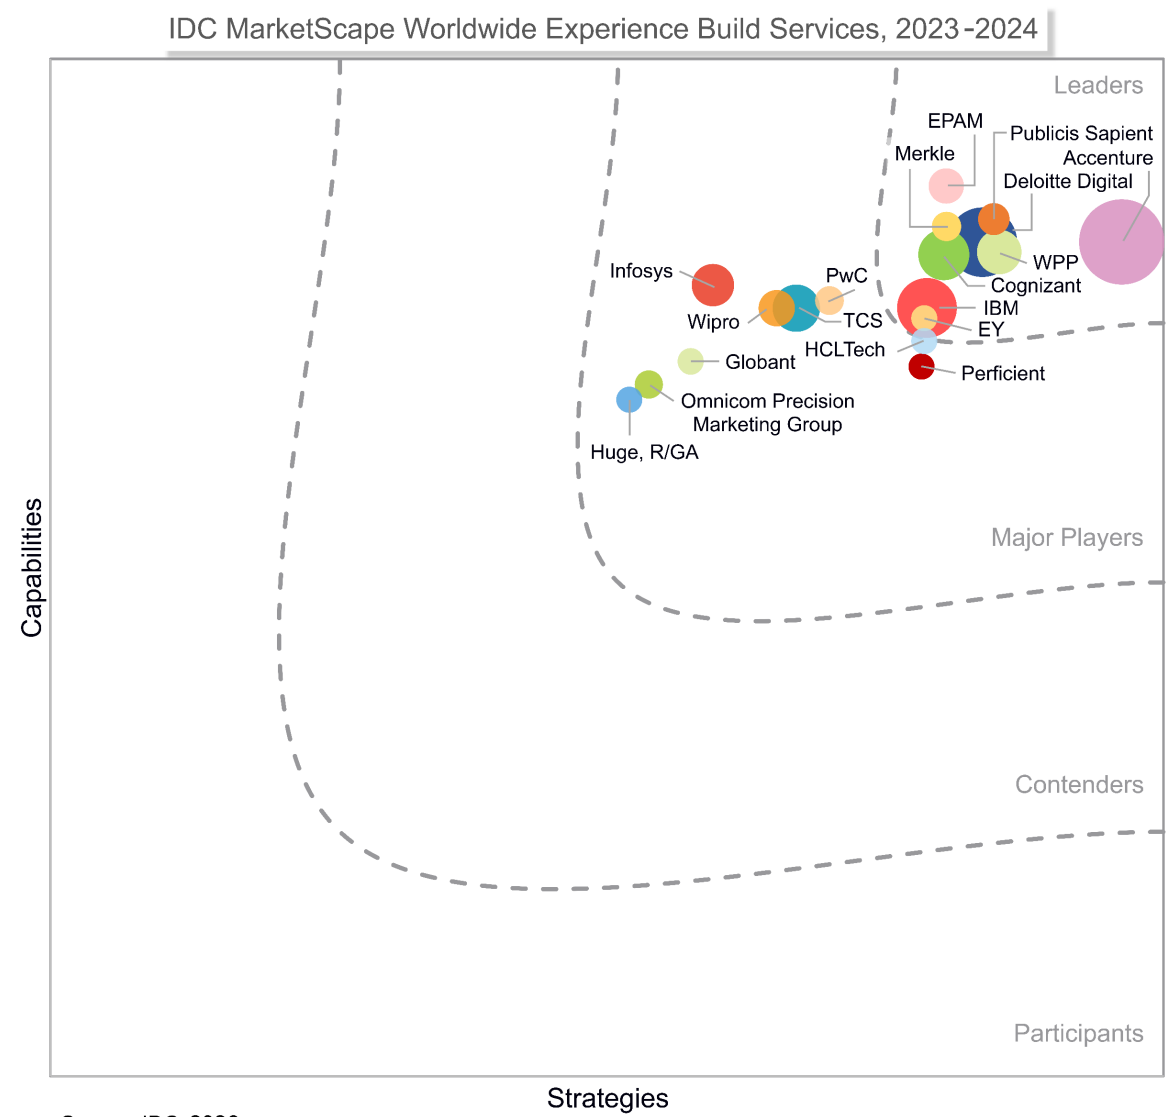 IDC MarketScape Worldwide Experience Build Services, 2023-2024
Leaders
EPAM
Publicis Sapient
Merkle
Accenture
Deloitte Digital
WPP
Infosys
PwC
Cognizant
IBM
Wipro
TCS
EY
HCLTech
Globant
Perficient
Omnicom Precision
Marketing Group
Huge, R/GA
Capabilities
Major Players
Contenders
Participants
Strategies